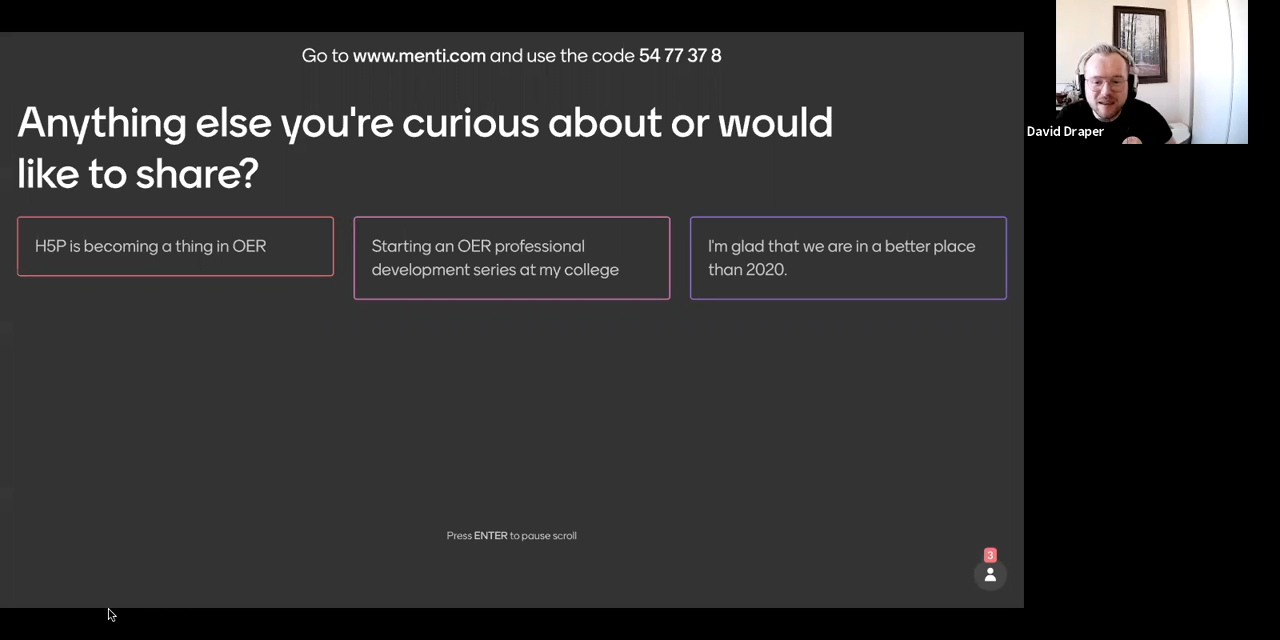 Go to www.menti.com and use the code 54 77 37 8
Anything else you're curious about or would
like to share?
H5P is becoming a thing in OER
Starting an OER professional
development series at my college
I'm glad that we are in a better place
than 2020.
Press ENTER to pause scroll
3
David Draper